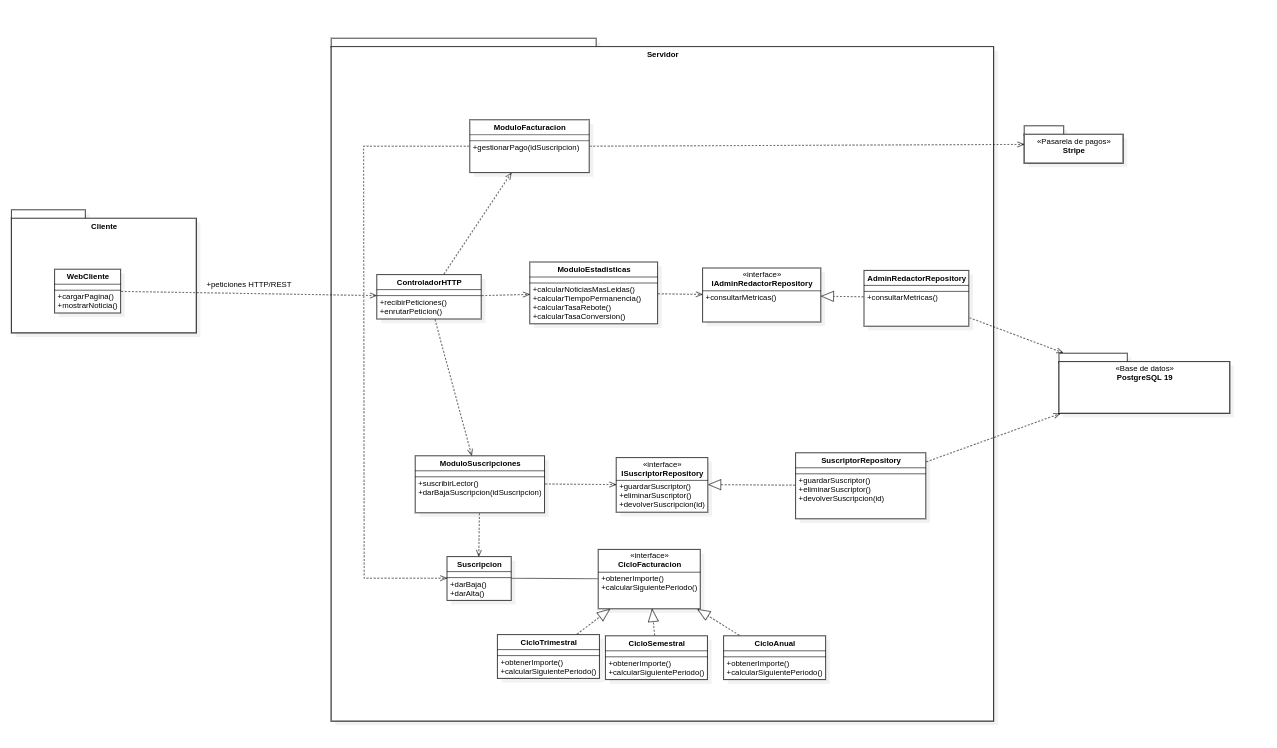 Servidor
ModuloFacturacion
+gestionarPago(idSuscripcion)
«Pasarela de pagos»
Stripe
Cliente
WebCliente
+cargarPagina()
+mostrarNoticia()
+peticiones HTTP/REST
ControladorHTTP
+recibirPeticiones()
+enrutarPeticion()
ModuloEstadisticas
+calcularNoticiasMasLeidas()
+calcularTiempoPermanencia()
+calcularTasaRebote()
+calcularTasaConversion()
«interface»
IAdminRedactorRepository
+consultarMetricas()
AdminRedactorRepository
+consultarMetricas()
«Base de datos»
PostgreSQL 19
ModuloSuscripciones
+suscribirLector()
+darBajaSuscripcion(idSuscripcion)
«interface»
ISuscriptorRepository
+guardarSuscriptor()
+eliminarSuscriptor()
+devolverSuscriptor(id)
SuscriptorRepository
+guardarSuscriptor()
+eliminarSuscriptor()
+devolverSuscriptor(id)
Suscripcion
+darBaja()
+darAlta()
«interface»
CicloFacturacion
+obtenerImporte()
+calcularSiguientePeriodo()
CicloTrimestral
+obtenerImporte()
+calcularSiguientePeriodo()
CicloSemestral
+obtenerImporte()
+calcularSiguientePeriodo()
CicloAnual
+obtenerImporte()
+calcularSiguientePeriodo()